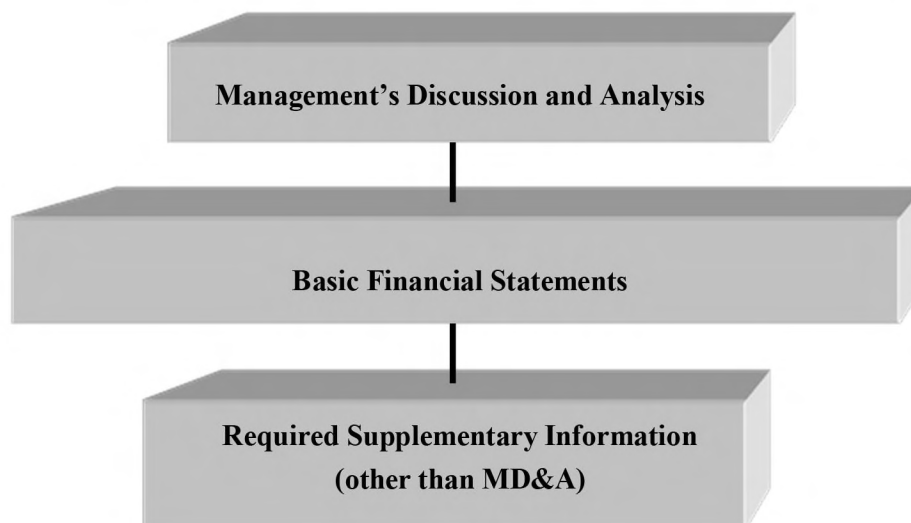 Management’s Discussion and Analysis
Basic Financial Statements
Required Supplementary Information
(other than MD&A)